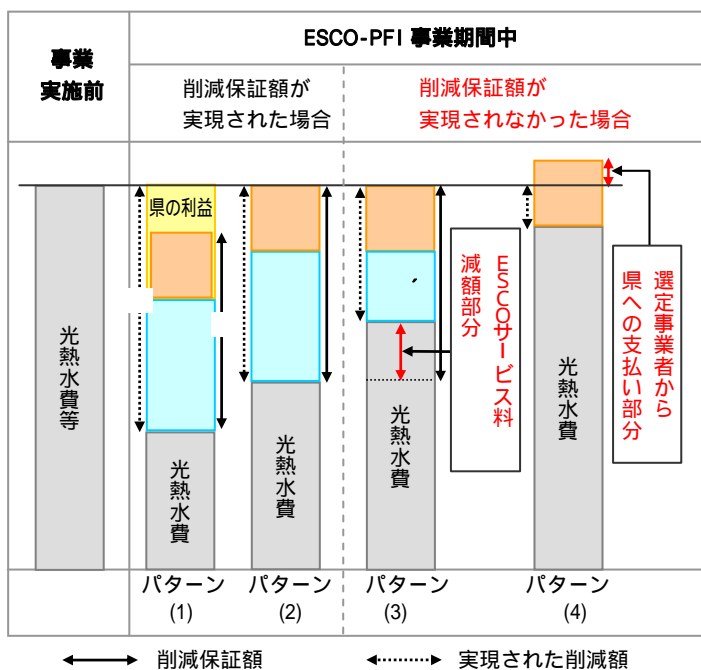 事業
実施前
ESCO-PFI 事業期間中
削減保証額が
実現された場合
削減保証額が
実現されなかった場合
光熱水費等
県の利益
光熱水費
光熱水費
光熱水費
ESCOサービス料
減額部分
光熱水費
選定事業者から
県への支払い部分
パターン
(1)
パターン
(2)
パターン
(3)
パターン
(4)
削減保証額
実現された削減額